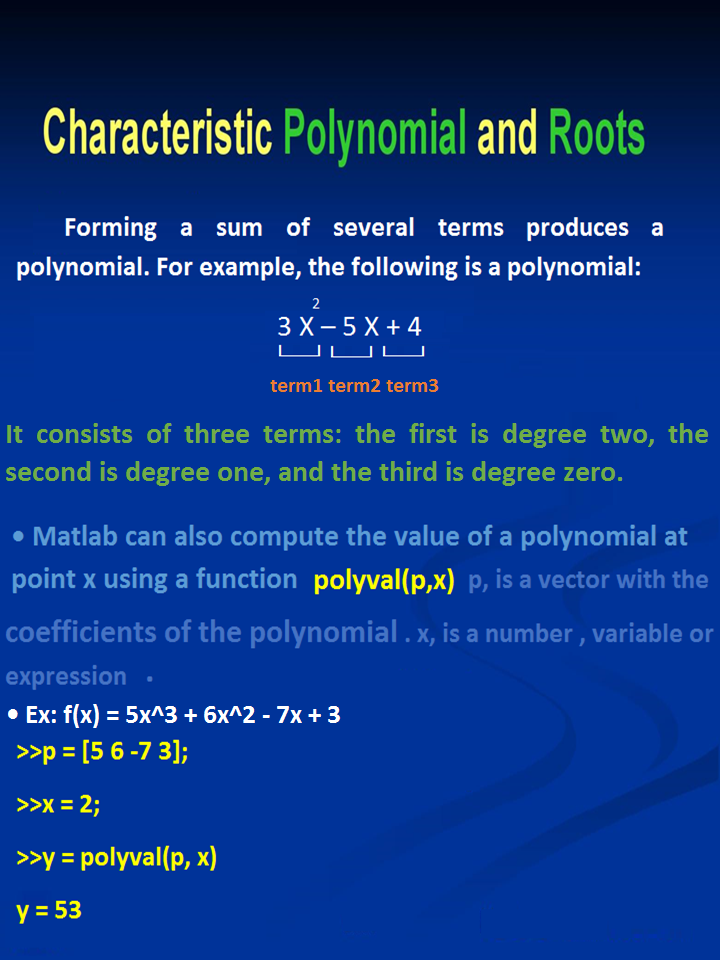 Characteristic Polynomial and Roots
Forming a sum of several terms produces a
polynomial. For example, the following is a polynomial:
3 X² – 5 X + 4
term1 term2 term3
It consists of three terms: the first is degree two, the
second is degree one, and the third is degree zero.
• Matlab can also compute the value of a polynomial at
point x using a function polyval(p,x) p, is a vector with the
coefficients of the polynomial . x, is a number , variable or
expression •
• Ex: f(x) = 5x^3 + 6x^2 - 7x + 3
>>p = [5 6 -7 3];
>>x = 2;
>>y = polyval(p, x)
y = 53